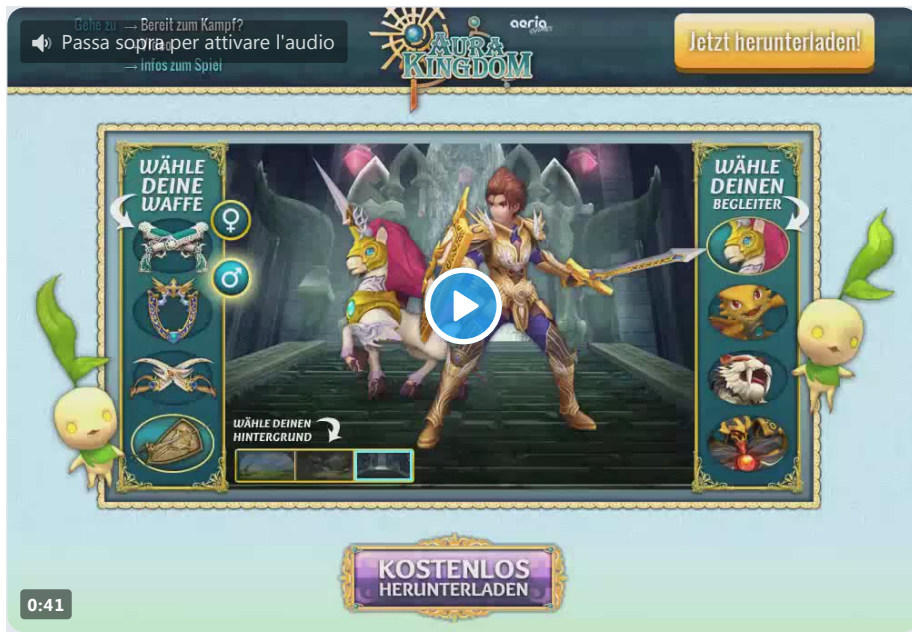 Gehe zu → Bereit zum Kampf?
Passa sopra per attivare l'audio
→ Infos zum Spiel
aeria
GAMES
AURA
KINGDOM
Jetzt herunterladen!
WÄHLE
DEINE
WAFFE
WÄHLE
DEINEN
BEGLEITER
WÄHLE DEINEN
HINTERGRUND
KOSTENLOS
HERUNTERLADEN
0:41